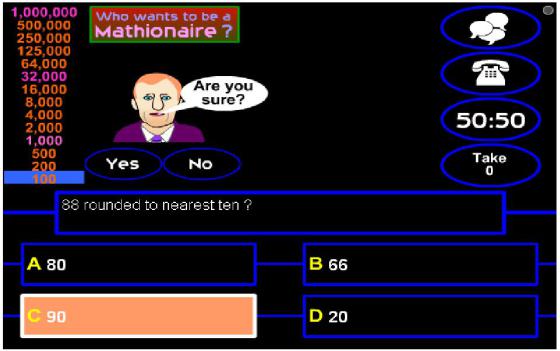 1,000,000
500,000
250,000
125,000
64,000
32,000
16,000
8,000
4,000
2,000
1,000
500
200
100
Who wants to be a
Mathionaire ?
Are you
sure?
Yes
No
50:50
Take
0
88 rounded to nearest ten ?
A 80
B 66
C 90
D 20